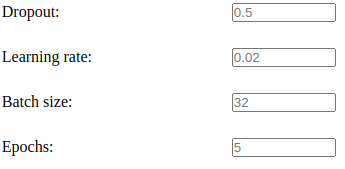 Dropout: 0.5
Learning rate: 0.02
Batch size: 32
Epochs: 5